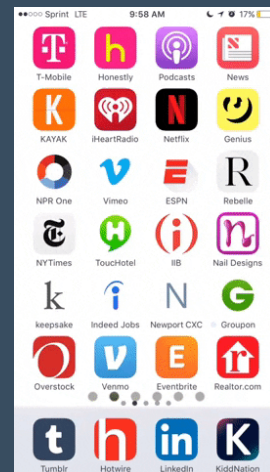 Sprint LTE 9:58 AM 17%
T-Mobile Honestly Podcasts News
KAYAK iHeartRadio Netflix Genius
NPR One Vimeo ESPN Rebelle
NYTimes TouchHotel IIB Nail Designs
keepsake Indeed Jobs Newport CXC Groupon
Overstock Venmo Eventbrite Realtor.com
Tumblr Hotwire LinkedIn KiddNation